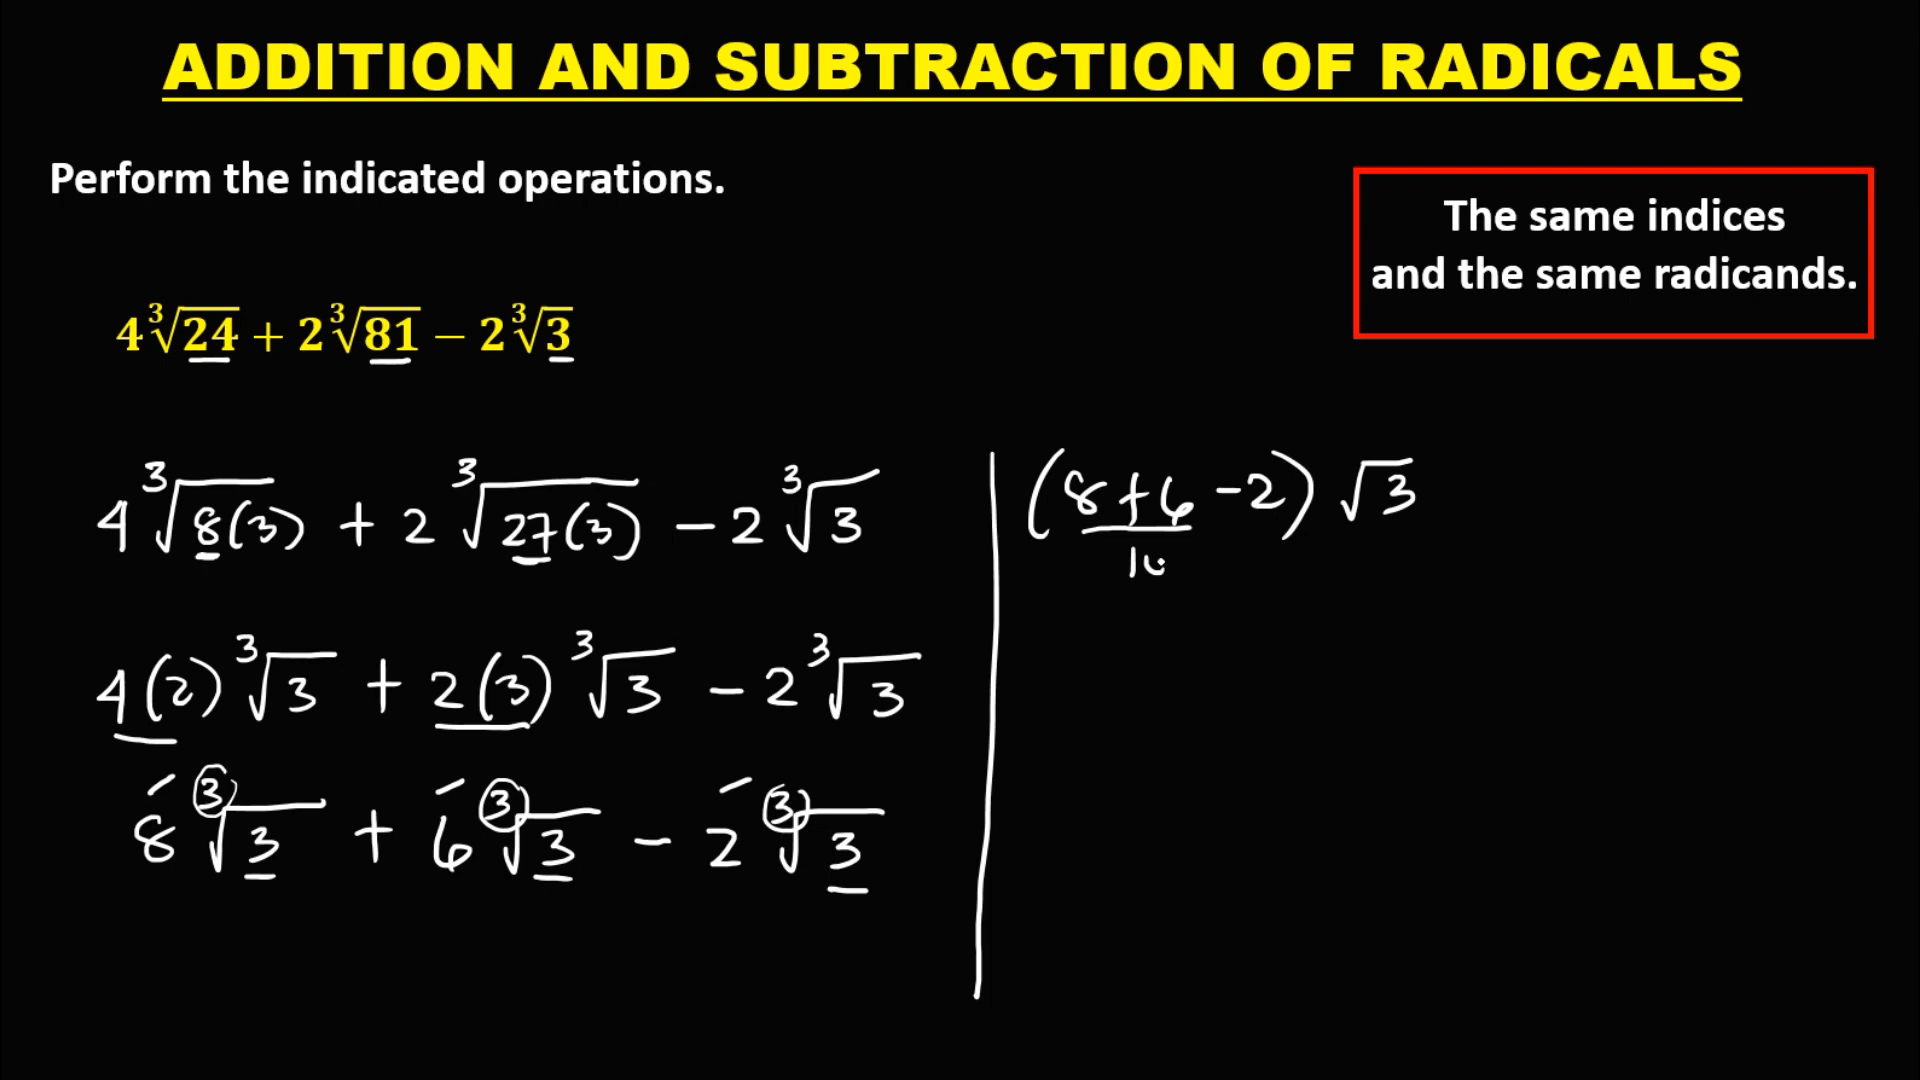 ADDITION AND SUBTRACTION OF RADICALS
Perform the indicated operations.
The same indices
and the same radicands.
4∛24 + 2∛81 − 2∛3
4∛8(3) + 2∛27(3) − 2∛3
4(2)∛3 + 2(3)∛3 − 2∛3
8∛3 + 6∛3 − 2∛3
(8+6-2)√3